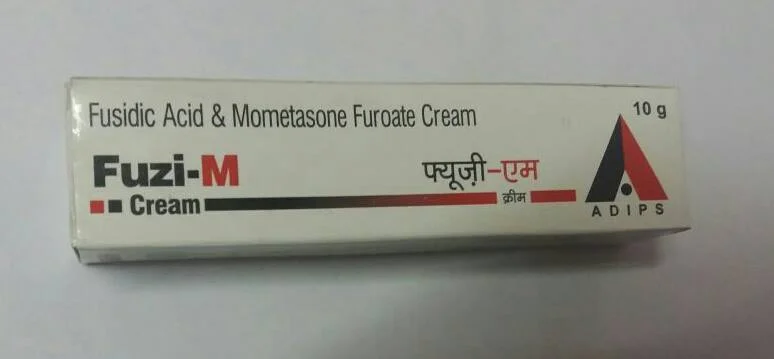 Fusidic Acid & Mometasone Furoate Cream
10 g
Fuzi-M
फ्यूज़ी-एम
Cream
क्रीम
ADIPS